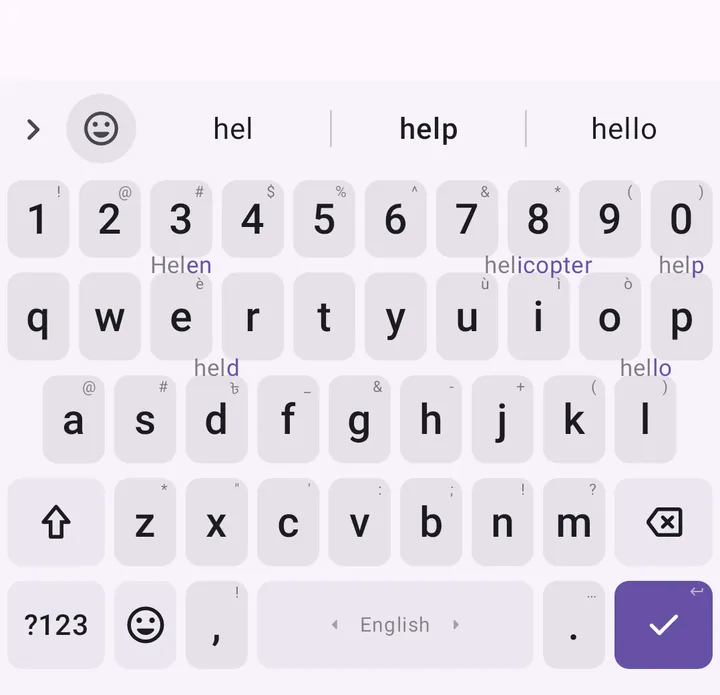 hel help hello
! @ # $ % ^ & * ( )
1 2 3 4 5 6 7 8 9 0
Helen helicopter help
è ù ì ò
q w e r t y u i o p
held hello
@ # ъ _ & - + ( )
a s d f g h j k l
* " ' : ; ! ?
z x c v b n m
! …
?123 , English .